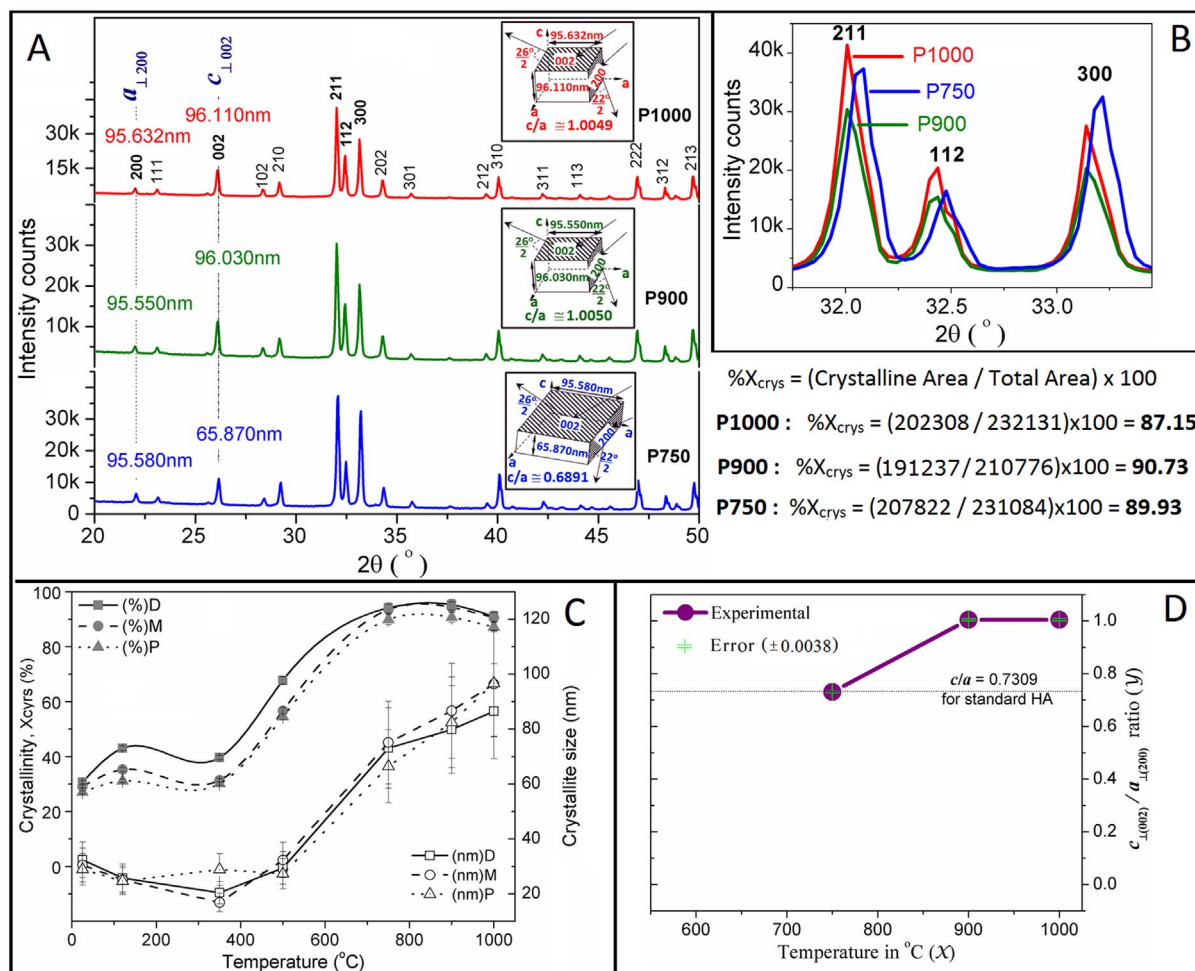 A
a⊥200
c⊥002
95.632nm
96.110nm
200
111
002
102
210
211
112
300
202
301
212
310
311
113
222
312
213
P1000
30k
15k
c
95.632nm
26°
2
002
96.110nm
200
a
22°
2
a
c/a ≅ 1.0049
Intensity counts
30k
20k
10k
95.550nm
96.030nm
P900
c
95.550nm
26°
2
002
96.030nm
200
a
22°
2
a
c/a ≅ 1.0050
40k
30k
20k
10k
0
95.580nm
65.870nm
P750
c
95.580nm
26°
2
002
65.870nm
200
a
22°
2
a
c/a ≅ 0.6891
20 25 30 35 40 45 50
2θ ( ° )
B
211
112
300
P1000
P750
P900
Intensity counts
40k
30k
20k
10k
0
32.0 32.5 33.0
2θ ( ° )
%Xcrys = (Crystalline Area / Total Area) x 100
P1000 : %Xcrys = (202308 / 232131)x100 = 87.15
P900 : %Xcrys = (191237/ 210776)x100 = 90.73
P750 : %Xcrys = (207822 / 231084)x100 = 89.93
C
(%)D
(%)M
(%)P
(nm)D
(nm)M
(nm)P
Crystallinity, Xcyrs (%)
100
80
60
40
20
0
Crystallite size (nm)
120
100
80
60
40
20
0 200 400 600 800 1000
Temperature (°C)
D
Experimental
Error (±0.0038)
c/a = 0.7309
for standard HA
c⊥(002) / a⊥(200) ratio (y)
1.0
0.8
0.6
0.4
0.2
0.0
600 700 800 900 1000
Temperature in °C (x)